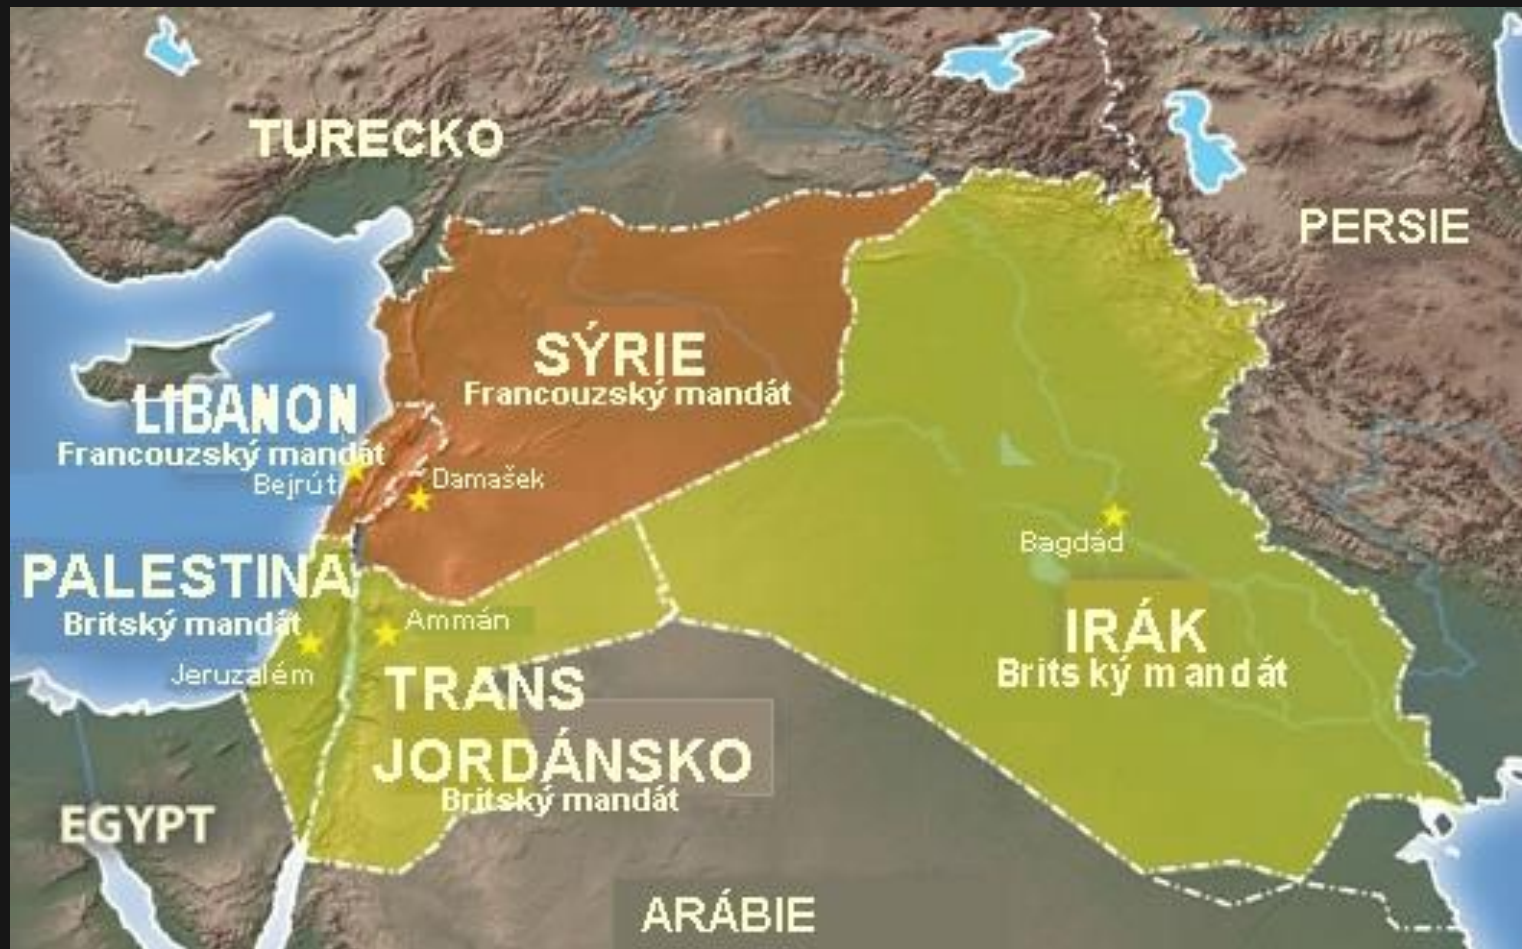 TURECKO
PERSIE
SÝRIE
Francouzský mandát
LIBANON
Francouzský mandát
Bejrút
Damašek
Bagdád
PALESTINA
Britský mandát
Ammán
Jeruzalém
IRÁK
Britský mandát
TRANS
JORDÁNSKO
Britský mandát
EGYPT
ARÁBIE